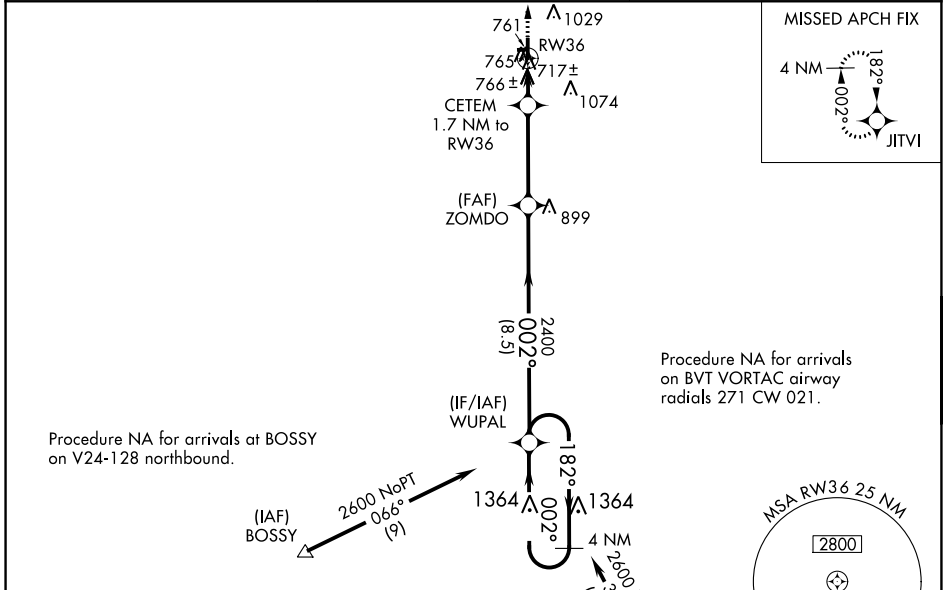 1029
761
RW36
765
717±
766±
1074
CETEM
1.7 NM to
RW36
MISSED APCH FIX
4 NM
182°
002°
JITVI
(FAF)
ZOMDO
899
2400
002°
(8.5)
Procedure NA for arrivals
on BVT VORTAC airway
radials 271 CW 021.
(IF/IAF)
WUPAL
Procedure NA for arrivals at BOSSY
on V24-128 northbound.
182°
2600 NoPT
066°
(9)
(IAF)
BOSSY
1364
002°
1364
4 NM
2600
MSA RW36 25 NM
2800